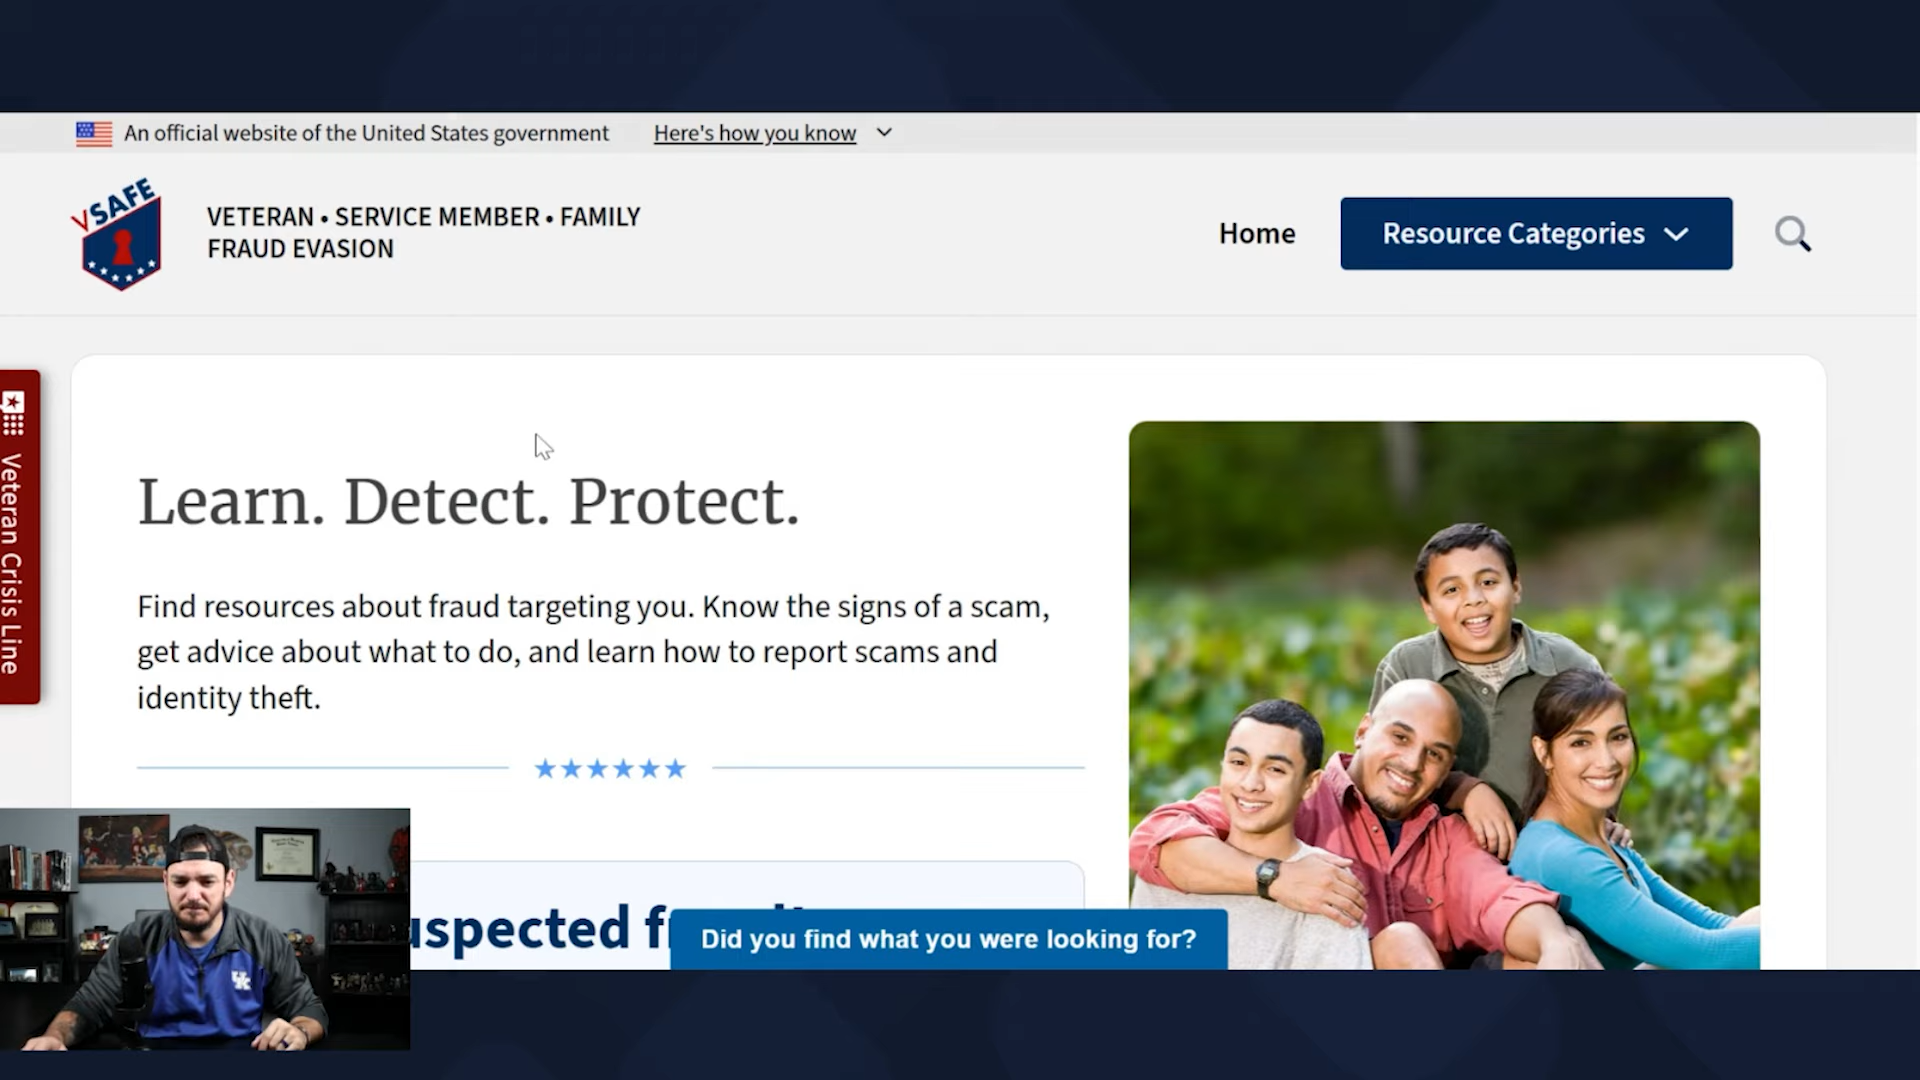 An official website of the United States government Here's how you know
VSAFE
VETERAN • SERVICE MEMBER • FAMILY
FRAUD EVASION
Home
Resource Categories
Veteran Crisis Line
Learn. Detect. Protect.
Find resources about fraud targeting you. Know the signs of a scam,
get advice about what to do, and learn how to report scams and
identity theft.
uspected
Did you find what you were looking for?
UK